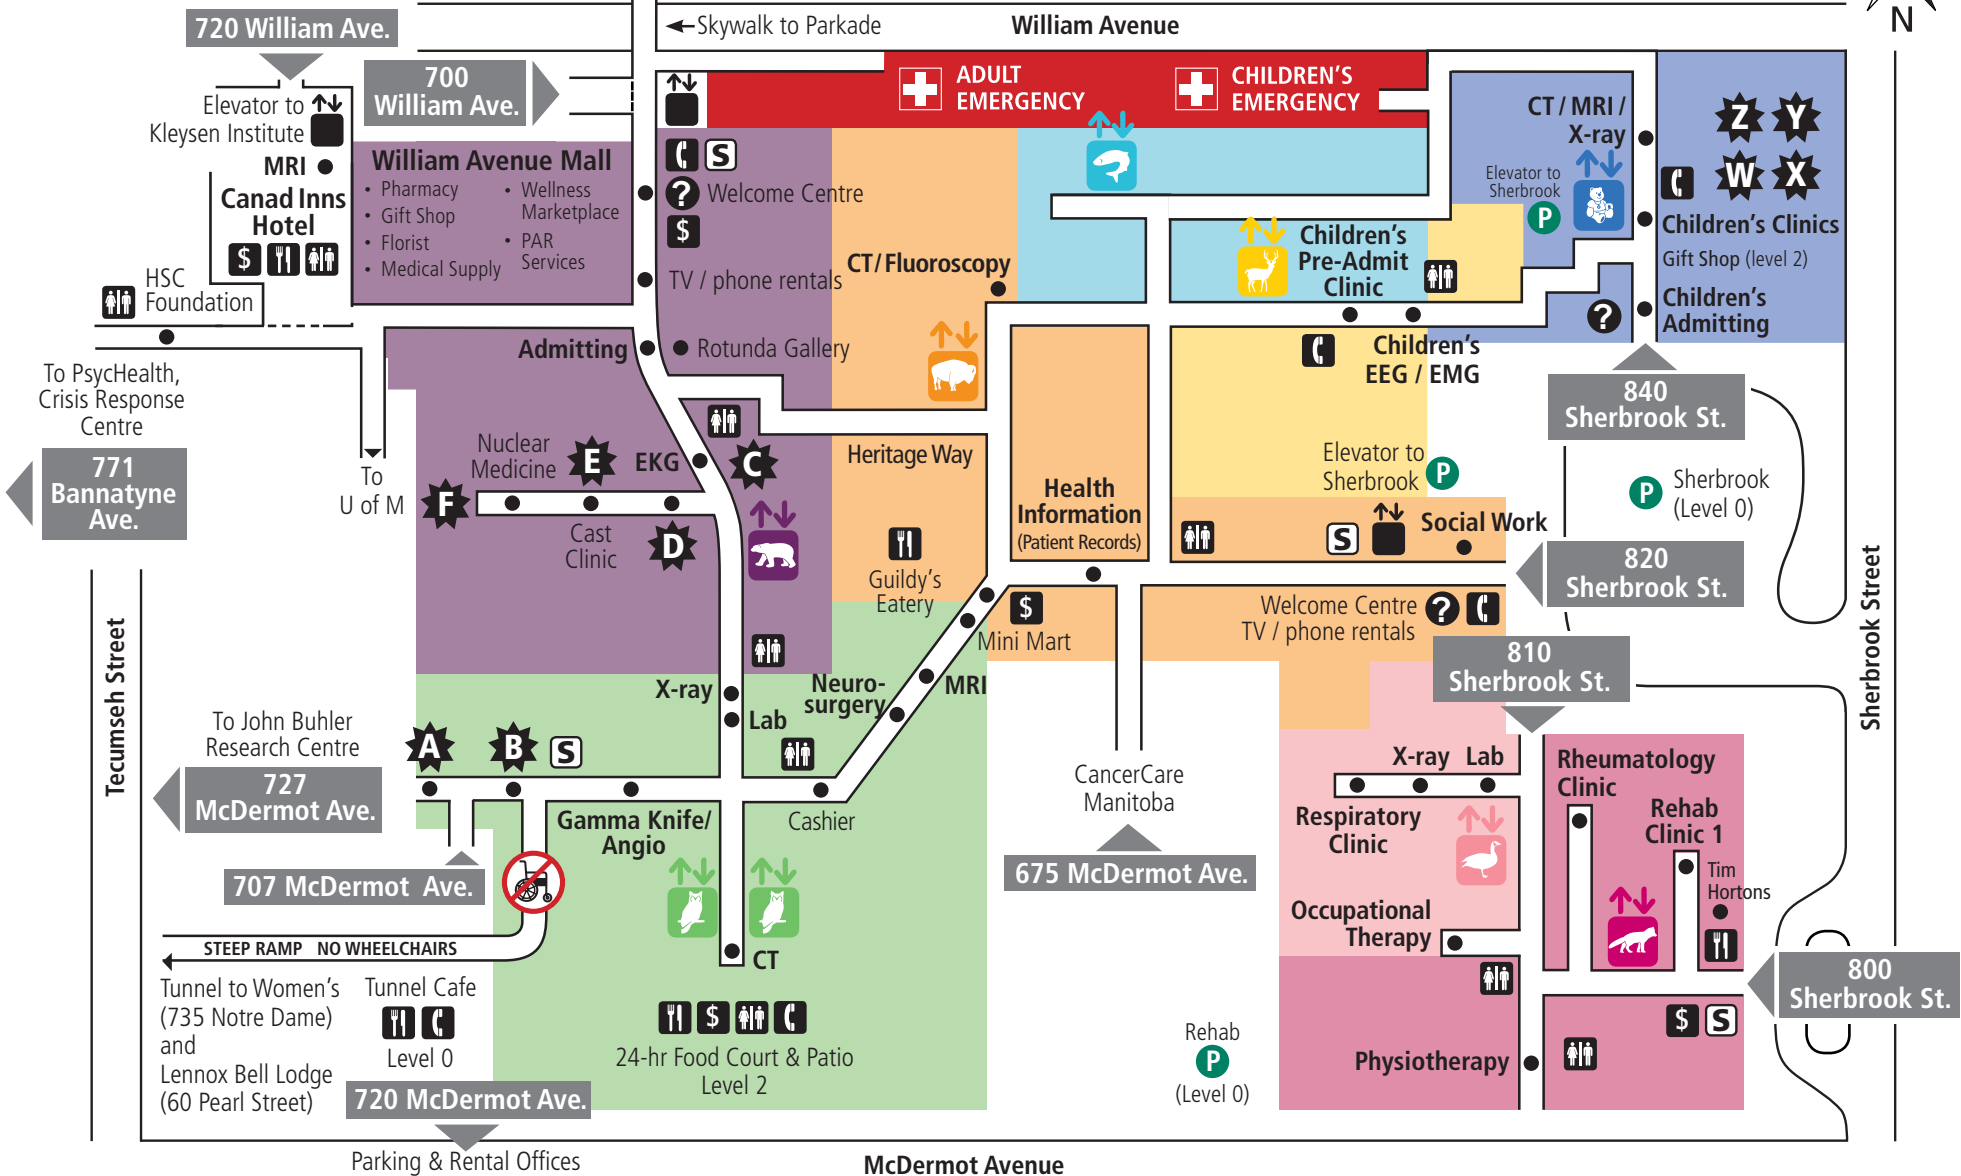 720 William Ave.
Skywalk to Parkade
William Avenue
N
700
William Ave.
Elevator to
Kleysen Institute
MRI
Canad Inns
Hotel
$
HSC
Foundation
William Avenue Mall
• Pharmacy
• Gift Shop
• Florist
• Medical Supply
• Wellness
Marketplace
• PAR
Services
S
? Welcome Centre
$
TV / phone rentals
ADULT
EMERGENCY
CHILDREN'S
EMERGENCY
CT / Fluoroscopy
Children's
Pre-Admit
Clinic
CT / MRI /
X-ray
Elevator to
Sherbrook
P
Z Y
W X
Children's Clinics
Gift Shop (level 2)
?
Children's
Admitting
Children's
EEG / EMG
840
Sherbrook St.
Admitting
Rotunda Gallery
To PsycHealth,
Crisis Response
Centre
771
Bannatyne
Ave.
To
U of M
Nuclear
Medicine
E
EKG
C
F
Cast
Clinic
D
Heritage Way
Guildy's
Eatery
Health
Information
(Patient Records)
Elevator to
Sherbrook
P
S
Social Work
P
Sherbrook
(Level 0)
820
Sherbrook St.
Sherbrook Street
Tecumseh Street
$
Mini Mart
Welcome Centre
TV / phone rentals
?
810
Sherbrook St.
X-ray
Lab
Neuro-
surgery
MRI
To John Buhler
Research Centre
727
McDermot Ave.
A
B
S
Gamma Knife/
Angio
Cashier
707 McDermot Ave.
CancerCare
Manitoba
675 McDermot Ave.
X-ray Lab
Respiratory
Clinic
Rheumatology
Clinic
Rehab
Clinic 1
Tim
Hortons
Occupational
Therapy
800
Sherbrook St.
$ S
STEEP RAMP NO WHEELCHAIRS
Tunnel to Women's
(735 Notre Dame)
and
Lennox Bell Lodge
(60 Pearl Street)
Tunnel Cafe
Level 0
CT
$
24-hr Food Court & Patio
Level 2
Rehab
P
(Level 0)
Physiotherapy
720 McDermot Ave.
Parking & Rental Offices
McDermot Avenue